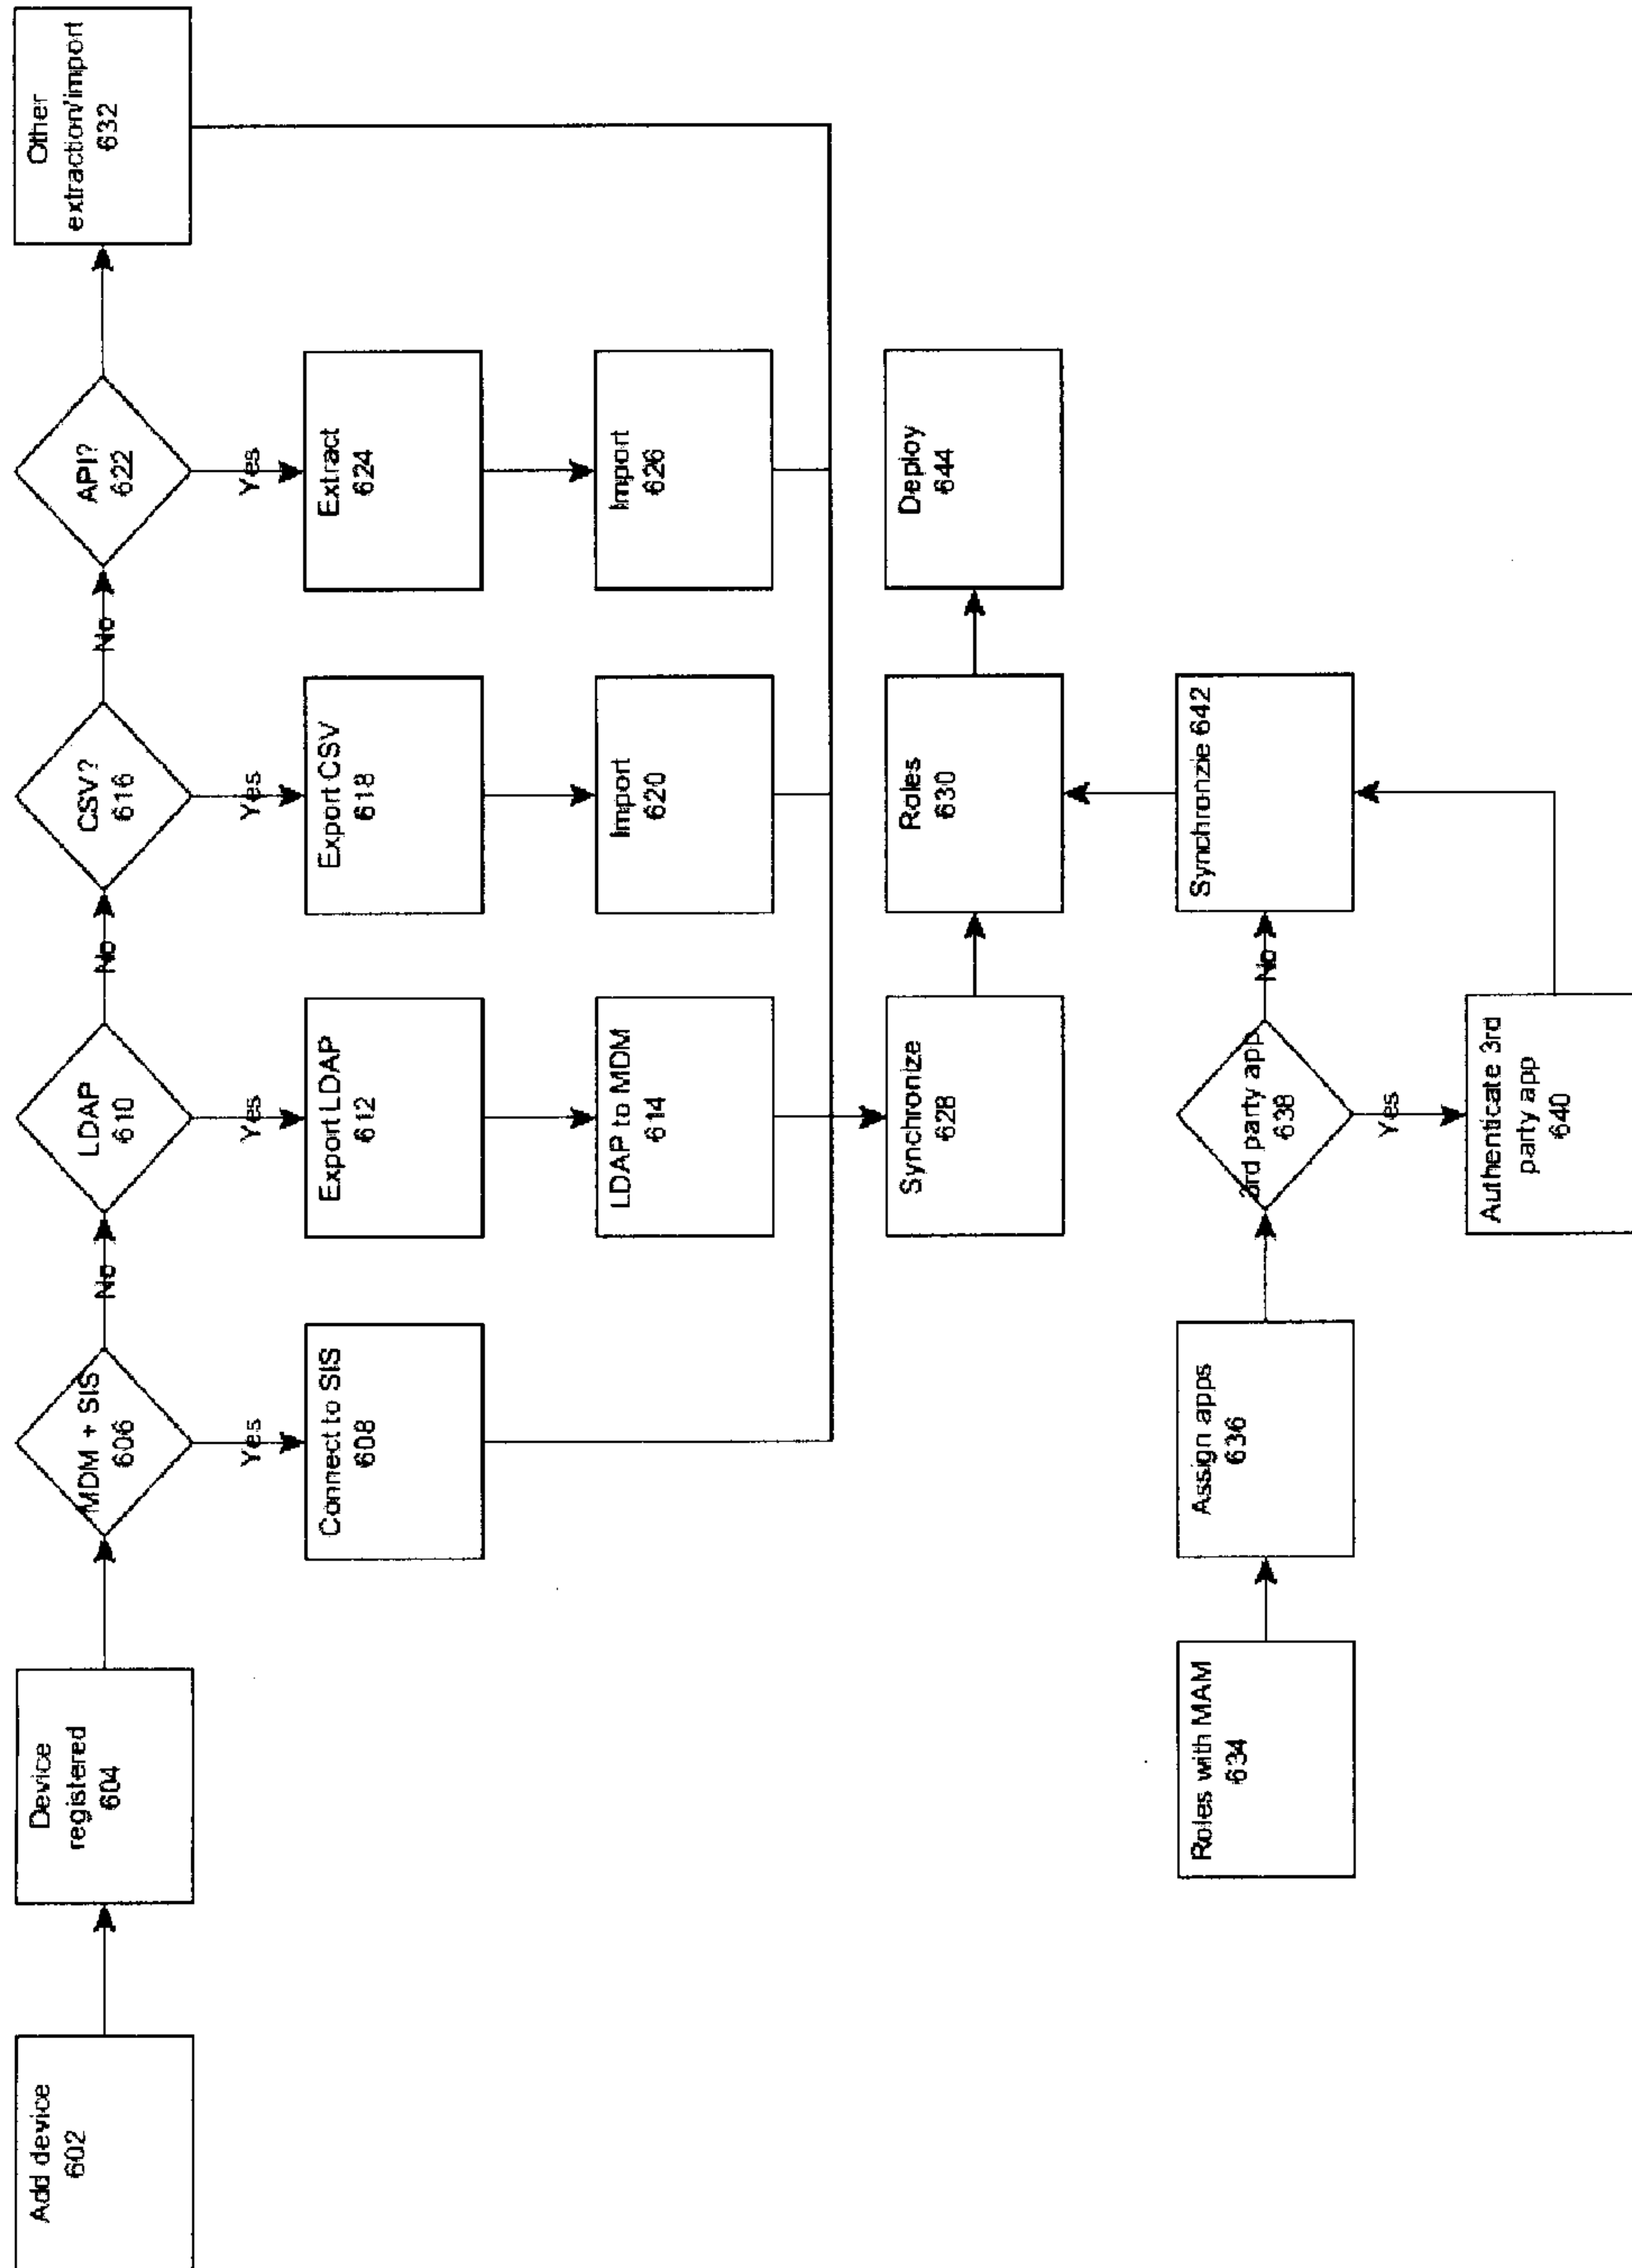 Add device
602
Device
registered
604
MDM + SIS
606
No
LDAP
610
No
CSV?
616
No
API?
622
Other
extraction/import
632
Yes
Yes
Yes
Yes
Connect to SIS
608
Export LDAP
612
Export CSV
618
Extract
624
LDAP to MDM
614
Import
620
Import
626
Synchronize
628
Roles
630
Deploy
644
Roles with MAM
634
Assign apps
636
3rd party app
638
No
Synchronzie 642
Yes
Authenticate 3rd
party app
640